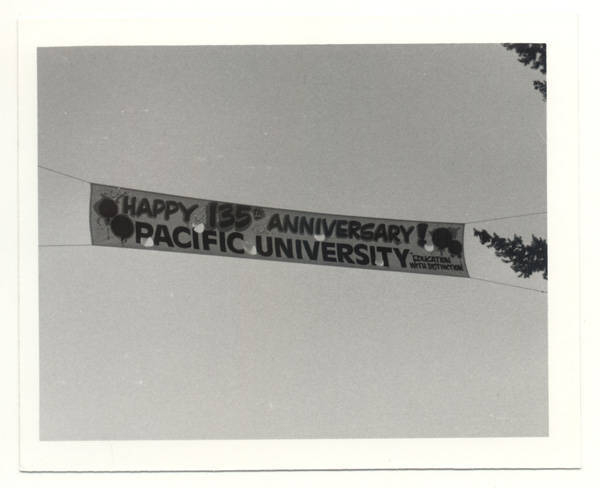 HAPPY 135th ANNIVERSARY!
PACIFIC UNIVERSITY
"EDUCATION
WITH DISTINCTION"